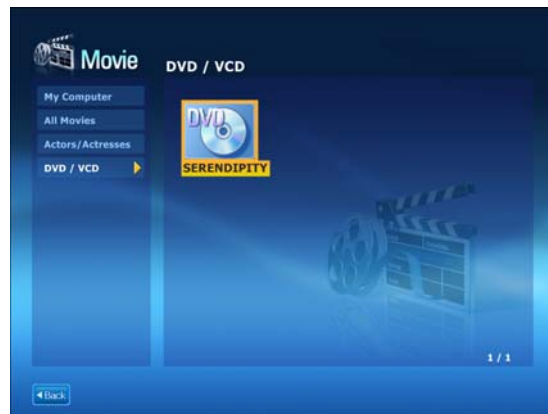 Movie
DVD / VCD
My Computer
All Movies
Actors/Actresses
DVD / VCD
DVD
SERENDIPITY
1 / 1
Back